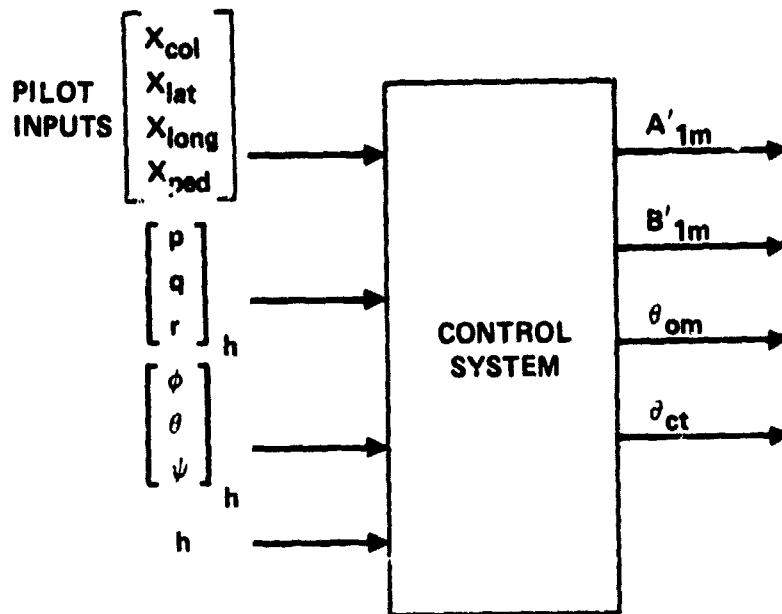 PILOT
INPUTS
X_col
X_lat
X_long
X_ped
p
q
r
h
ϕ
θ
ψ
h
h
CONTROL
SYSTEM
A'_1m
B'_1m
θ_om
∂_ct